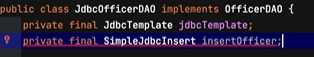 public class JdbcOfficerDAO implements OfficerDAO {
private final JdbcTemplate jdbcTemplate;
private final SimpleJdbcInsert insertOfficer;